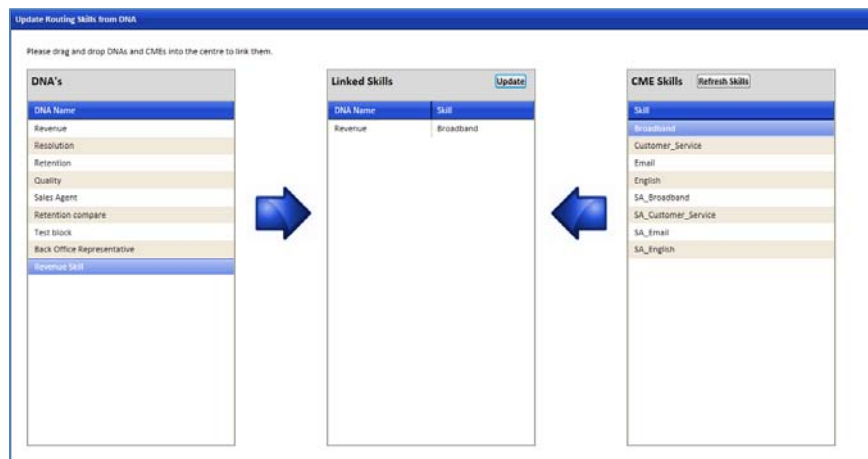 Update Routing Skills from DNA
Please drag and drop DNAs and CMEs into the centre to link them.
DNA's
DNA Name
Revenue
Resolution
Retention
Quality
Sales Agent
Retention compare
Test block
Back Office Representative
Revenue Skill
Linked Skills Update
DNA Name Skill
Revenue Broadband
CME Skills Refresh Skills
Skill
Broadband
Customer_Service
Email
English
SA_Broadband
SA_Customer_Service
SA_Email
SA_English